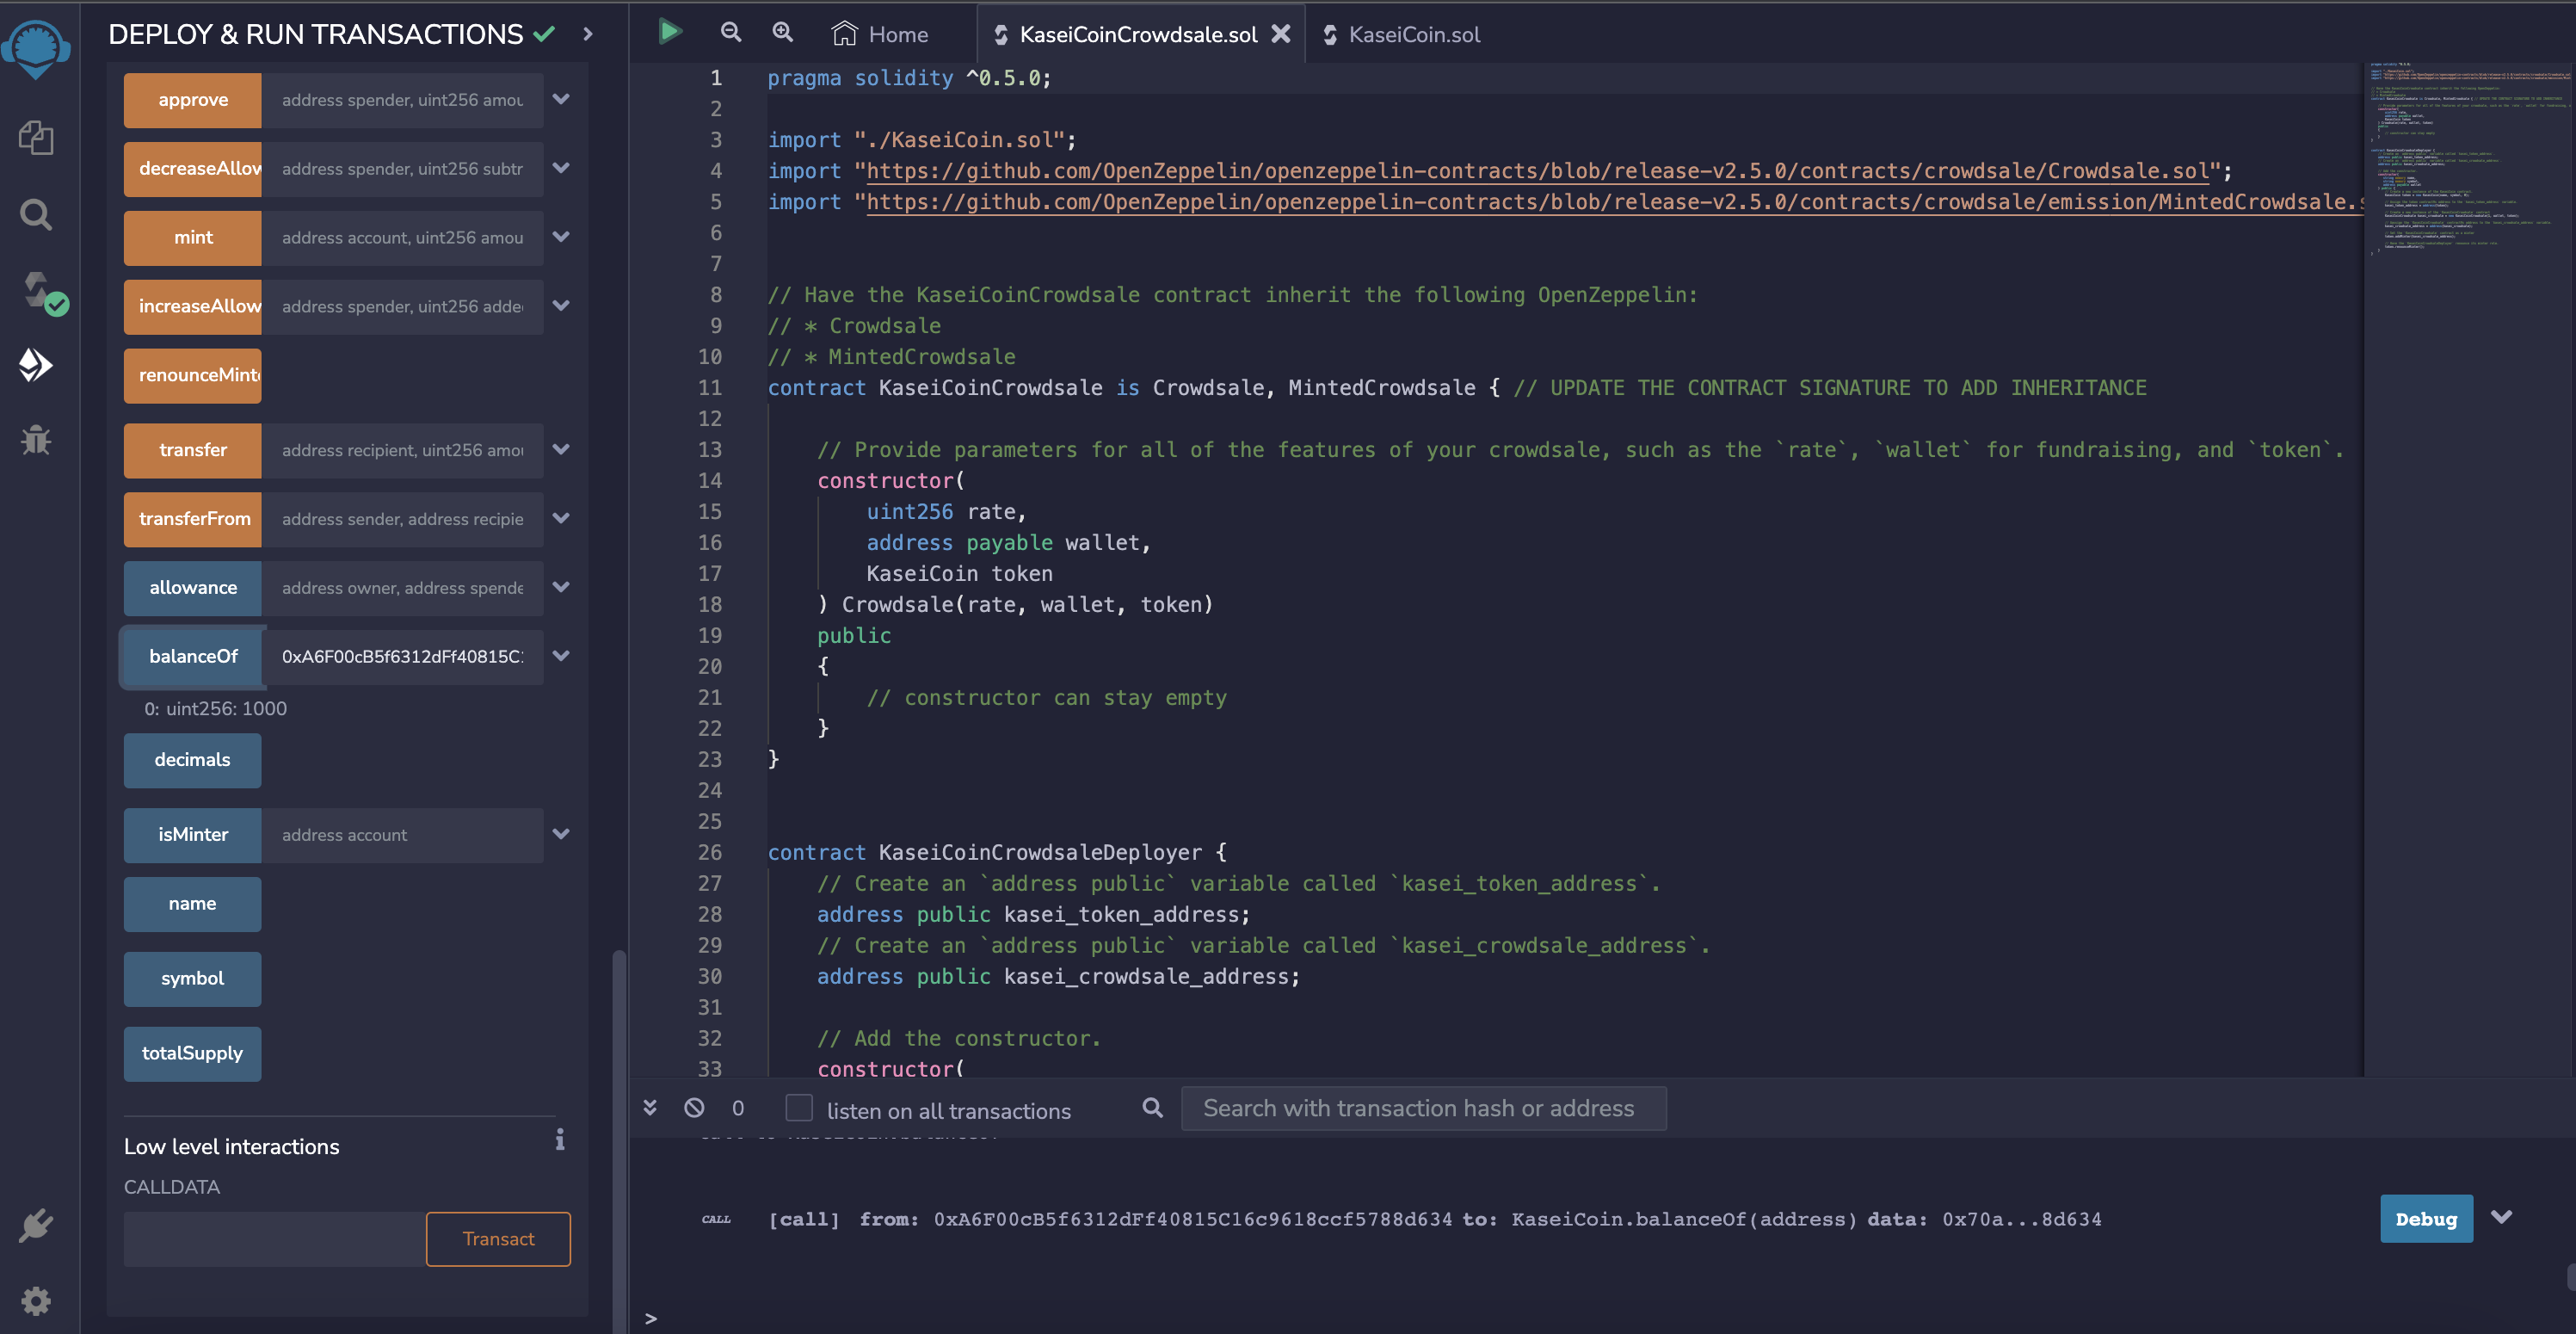 DEPLOY & RUN TRANSACTIONS
approve address spender, uint256 amou
decreaseAllow address spender, uint256 subtr
mint address account, uint256 amou
increaseAllow address spender, uint256 adde
renounceMint
transfer address recipient, uint256 amou
transferFrom address sender, address recipie
allowance address owner, address spende
balanceOf 0xA6F00cB5f6312dFf40815C
0: uint256: 1000
decimals
isMinter address account
name
symbol
totalSupply
Low level interactions
CALLDATA
Transact
Home
KaseiCoinCrowdsale.sol
KaseiCoin.sol
1 pragma solidity ^0.5.0;
2
3 import "./KaseiCoin.sol";
4 import "https://github.com/OpenZeppelin/openzeppelin-contracts/blob/release-v2.5.0/contracts/crowdsale/Crowdsale.sol";
5 import "https://github.com/OpenZeppelin/openzeppelin-contracts/blob/release-v2.5.0/contracts/crowdsale/emission/MintedCrowdsale.s
6
7
8 // Have the KaseiCoinCrowdsale contract inherit the following OpenZeppelin:
9 // * Crowdsale
10 // * MintedCrowdsale
11 contract KaseiCoinCrowdsale is Crowdsale, MintedCrowdsale { // UPDATE THE CONTRACT SIGNATURE TO ADD INHERITANCE
12
13 // Provide parameters for all of the features of your crowdsale, such as the `rate`, `wallet` for fundraising, and `token`.
14 constructor(
15 uint256 rate,
16 address payable wallet,
17 KaseiCoin token
18 ) Crowdsale(rate, wallet, token)
19 public
20 {
21 // constructor can stay empty
22 }
23 }
24
25
26 contract KaseiCoinCrowdsaleDeployer {
27 // Create an `address public` variable called `kasei_token_address`.
28 address public kasei_token_address;
29 // Create an `address public` variable called `kasei_crowdsale_address`.
30 address public kasei_crowdsale_address;
31
32 // Add the constructor.
33 constructor(
0 listen on all transactions Search with transaction hash or address
CALL [call] from: 0xA6F00cB5f6312dFf40815C16c9618ccf5788d634 to: KaseiCoin.balanceOf(address) data: 0x70a...8d634
Debug
>